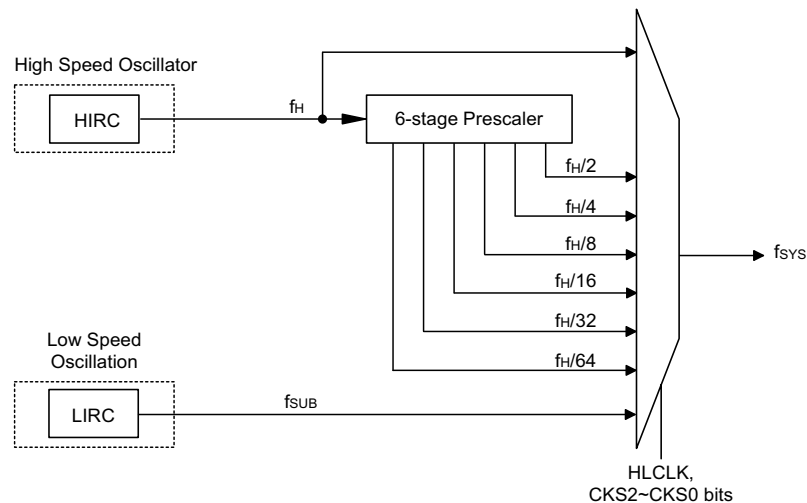 High Speed Oscillator
HIRC
fH
6-stage Prescaler
fH/2
fH/4
fH/8
fH/16
fH/32
fH/64
fSYS
Low Speed
Oscillation
LIRC
fSUB
HLCLK,
CKS2~CKS0 bits